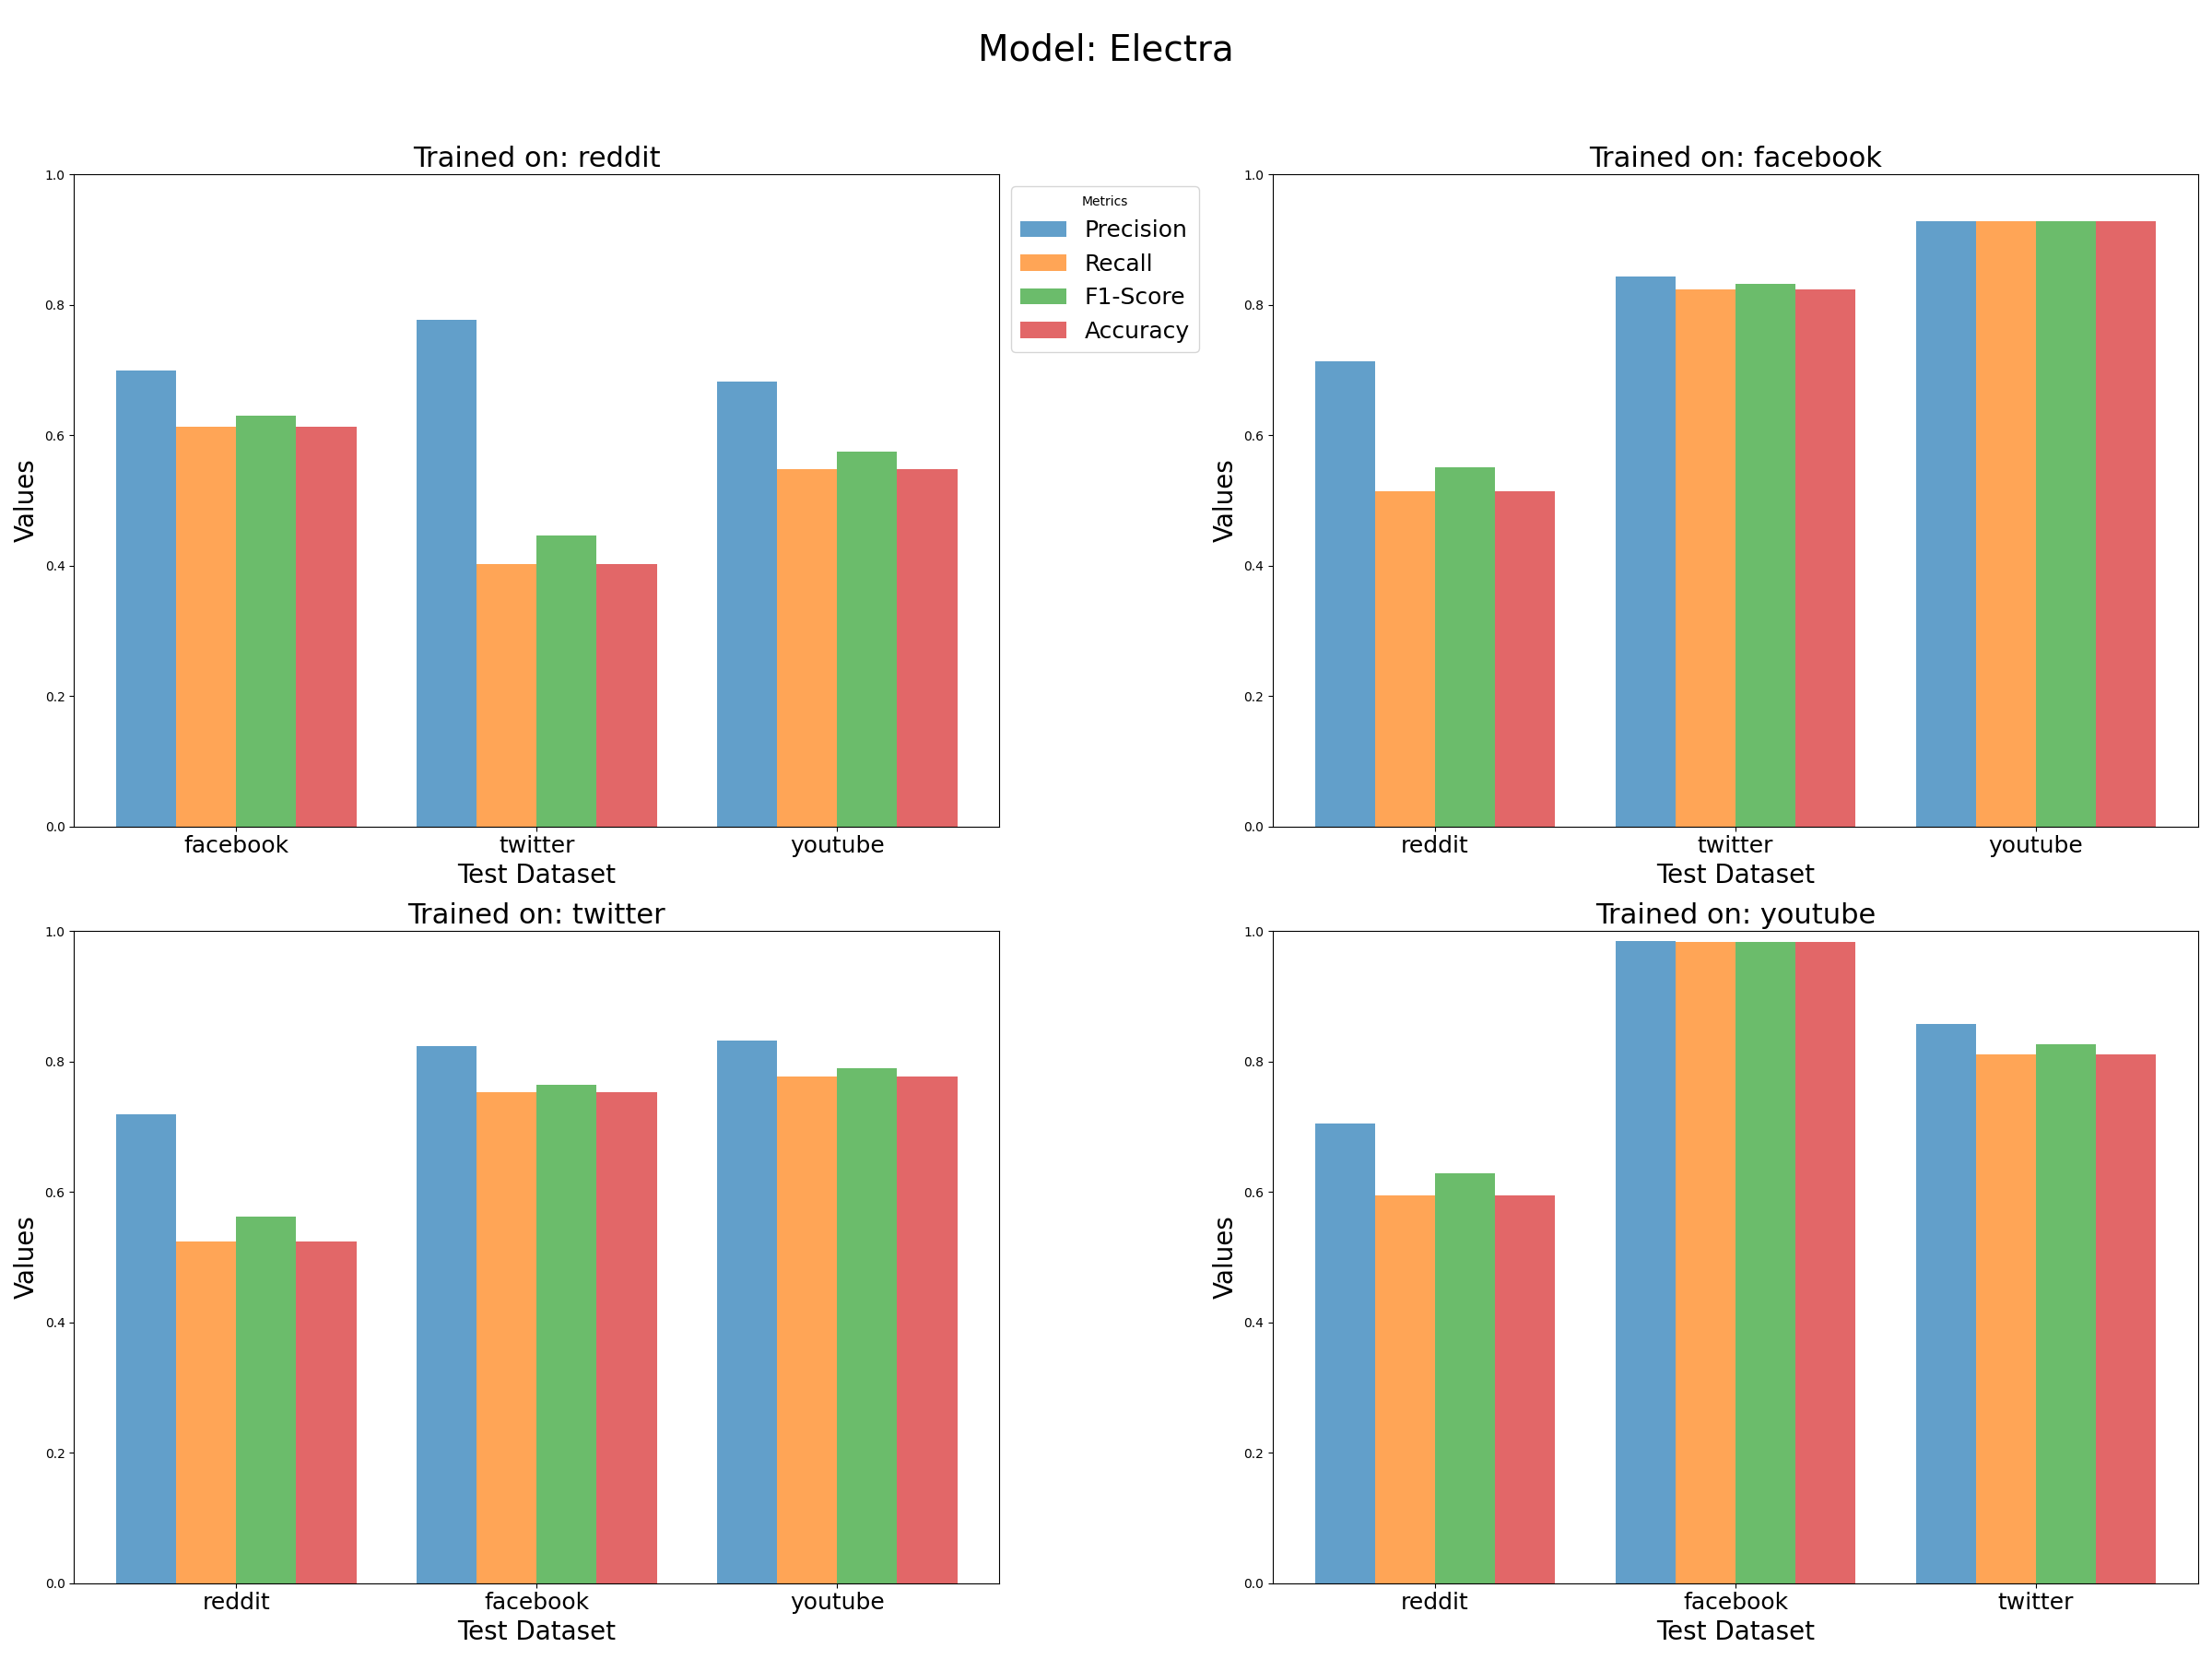 Model: Electra
Trained on: reddit
1.0
0.8
0.6
0.4
0.2
0.0
Values
facebook
twitter
youtube
Test Dataset
Metrics
Precision
Recall
F1-Score
Accuracy
Trained on: facebook
1.0
0.8
0.6
0.4
0.2
0.0
Values
reddit
twitter
youtube
Test Dataset
Trained on: twitter
1.0
0.8
0.6
0.4
0.2
0.0
Values
reddit
facebook
youtube
Test Dataset
Trained on: youtube
1.0
0.8
0.6
0.4
0.2
0.0
Values
reddit
facebook
twitter
Test Dataset